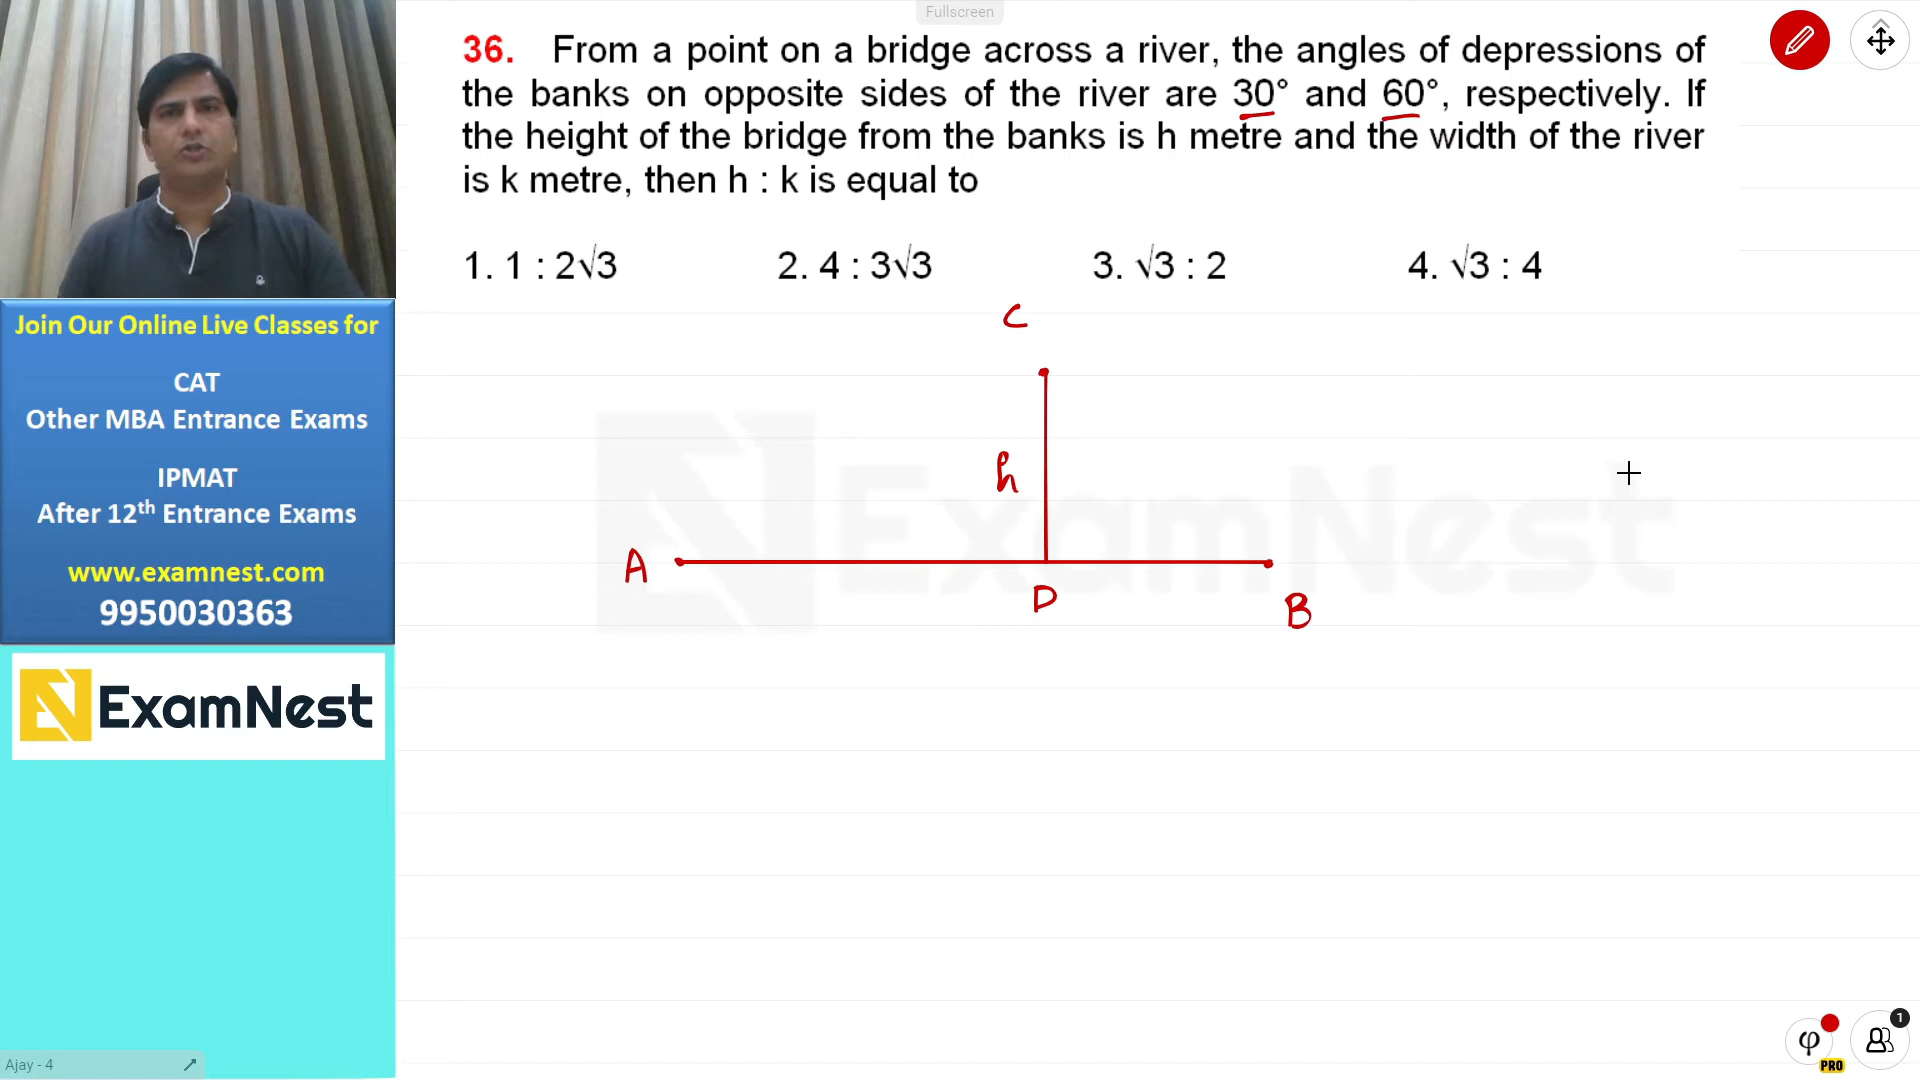 Fullscreen
36. From a point on a bridge across a river, the angles of depressions of
the banks on opposite sides of the river are 30° and 60°, respectively. If
the height of the bridge from the banks is h metre and the width of the river
is k metre, then h : k is equal to
1. 1 : 2√3 2. 4 : 3√3 3. √3 : 2 4. √3 : 4
C
h
A
D
B
ExamNest
Join Our Online Live Classes for
CAT
Other MBA Entrance Exams
IPMAT
After 12th Entrance Exams
www.examnest.com
9950030363
ExamNest
Ajay - 4
φ
PRO
1